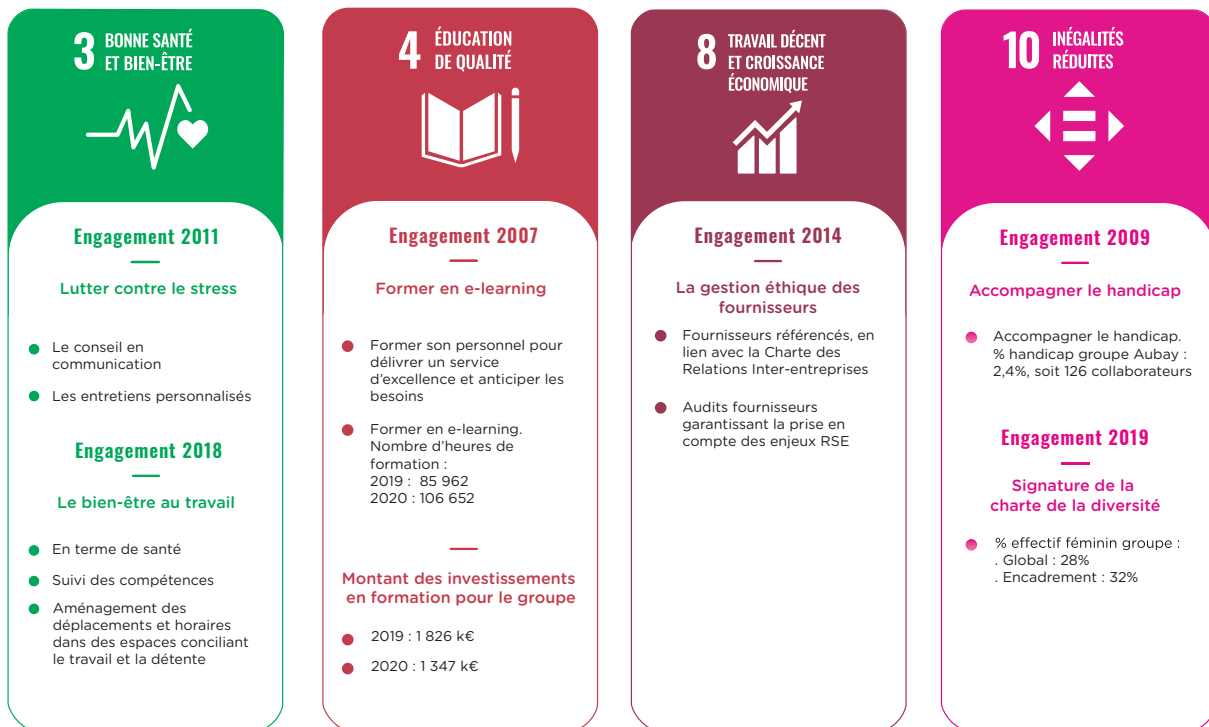 3 BONNE SANTÉ
ET BIEN-ÊTRE
Engagement 2011
Lutter contre le stress
Le conseil en
communication
Les entretiens personnalisés
Engagement 2018
Le bien-être au travail
En terme de santé
Suivi des compétences
Aménagement des
déplacements et horaires
dans des espaces conciliant
le travail et la détente
4 ÉDUCATION
DE QUALITÉ
Engagement 2007
Former en e-learning
Former son personnel pour
délivrer un service
d'excellence et anticiper les
besoins
Former en e-learning.
Nombre d'heures de
formation :
2019 : 85 962
2020 : 106 652
Montant des investissements
en formation pour le groupe
2019 : 1 826 k€
2020 : 1 347 k€
8 TRAVAIL DÉCENT
ET CROISSANCE
ÉCONOMIQUE
Engagement 2014
La gestion éthique des
fournisseurs
Fournisseurs référencés, en
lien avec la Charte des
Relations Inter-entreprises
Audits fournisseurs
garantissant la prise en
compte des enjeux RSE
10 INÉGALITÉS
RÉDUITES
Engagement 2009
Accompagner le handicap
Accompagner le handicap.
% handicap groupe Aubay :
2,4%, soit 126 collaborateurs
Engagement 2019
Signature de la
charte de la diversité
% effectif féminin groupe :
. Global : 28%
. Encadrement : 32%